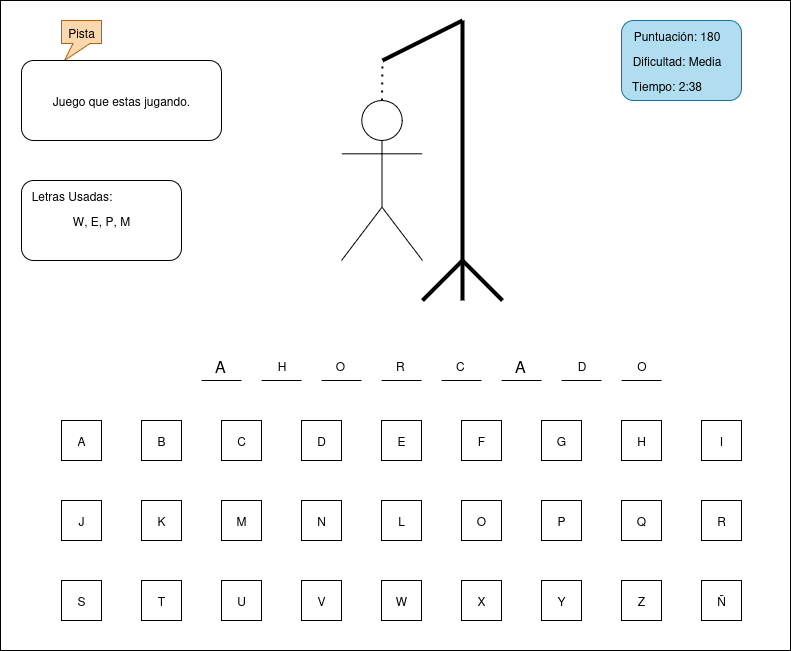 Pista
Juego que estas jugando.
Puntuación: 180
Dificultad: Media
Tiempo: 2:38
Letras Usadas:
W, E, P, M
A H O R C A D O
A B C D E F G H I
J K M N L O P Q R
S T U V W X Y Z Ñ